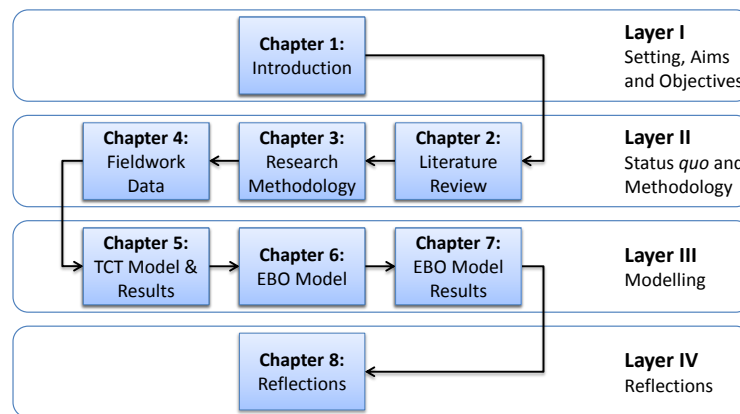 Chapter 1:
Introduction
Layer I
Setting, Aims
and Objectives
Chapter 4:
Fieldwork
Data
Chapter 3:
Research
Methodology
Chapter 2:
Literature
Review
Layer II
Status quo and
Methodology
Chapter 5:
TCT Model &
Results
Chapter 6:
EBO Model
Chapter 7:
EBO Model
Results
Layer III
Modelling
Chapter 8:
Reflections
Layer IV
Reflections